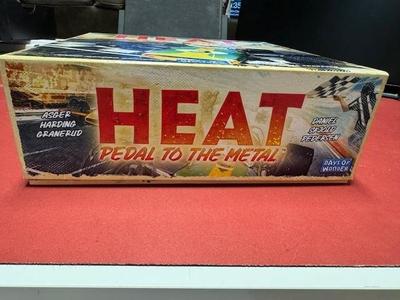 HEAT
PEDAL TO THE METAL
ASGER
HARDING
GRANERUD
DANIEL
SKJOLD
PEDERSEN
DAYS OF
WONDER